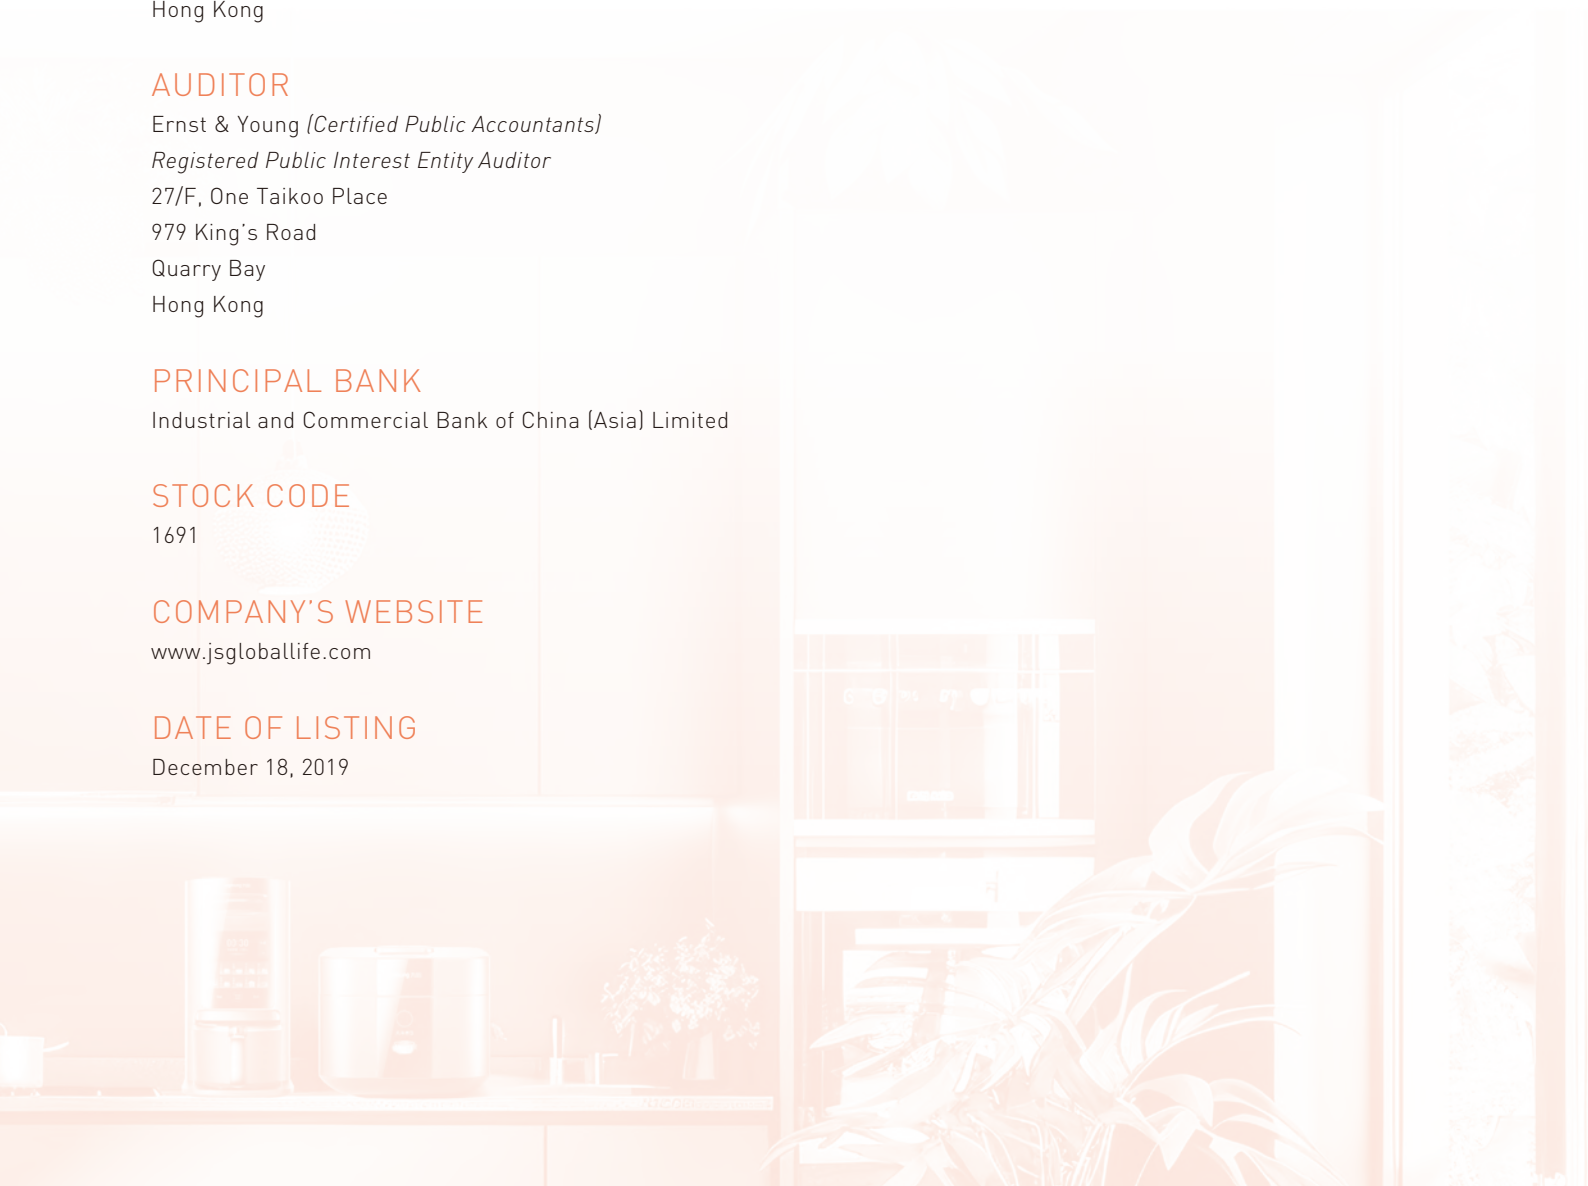 Hong Kong
AUDITOR
Ernst & Young (Certified Public Accountants)
Registered Public Interest Entity Auditor
27/F, One Taikoo Place
979 King's Road
Quarry Bay
Hong Kong
PRINCIPAL BANK
Industrial and Commercial Bank of China (Asia) Limited
STOCK CODE
1691
COMPANY'S WEBSITE
www.jsgloballife.com
DATE OF LISTING
December 18, 2019